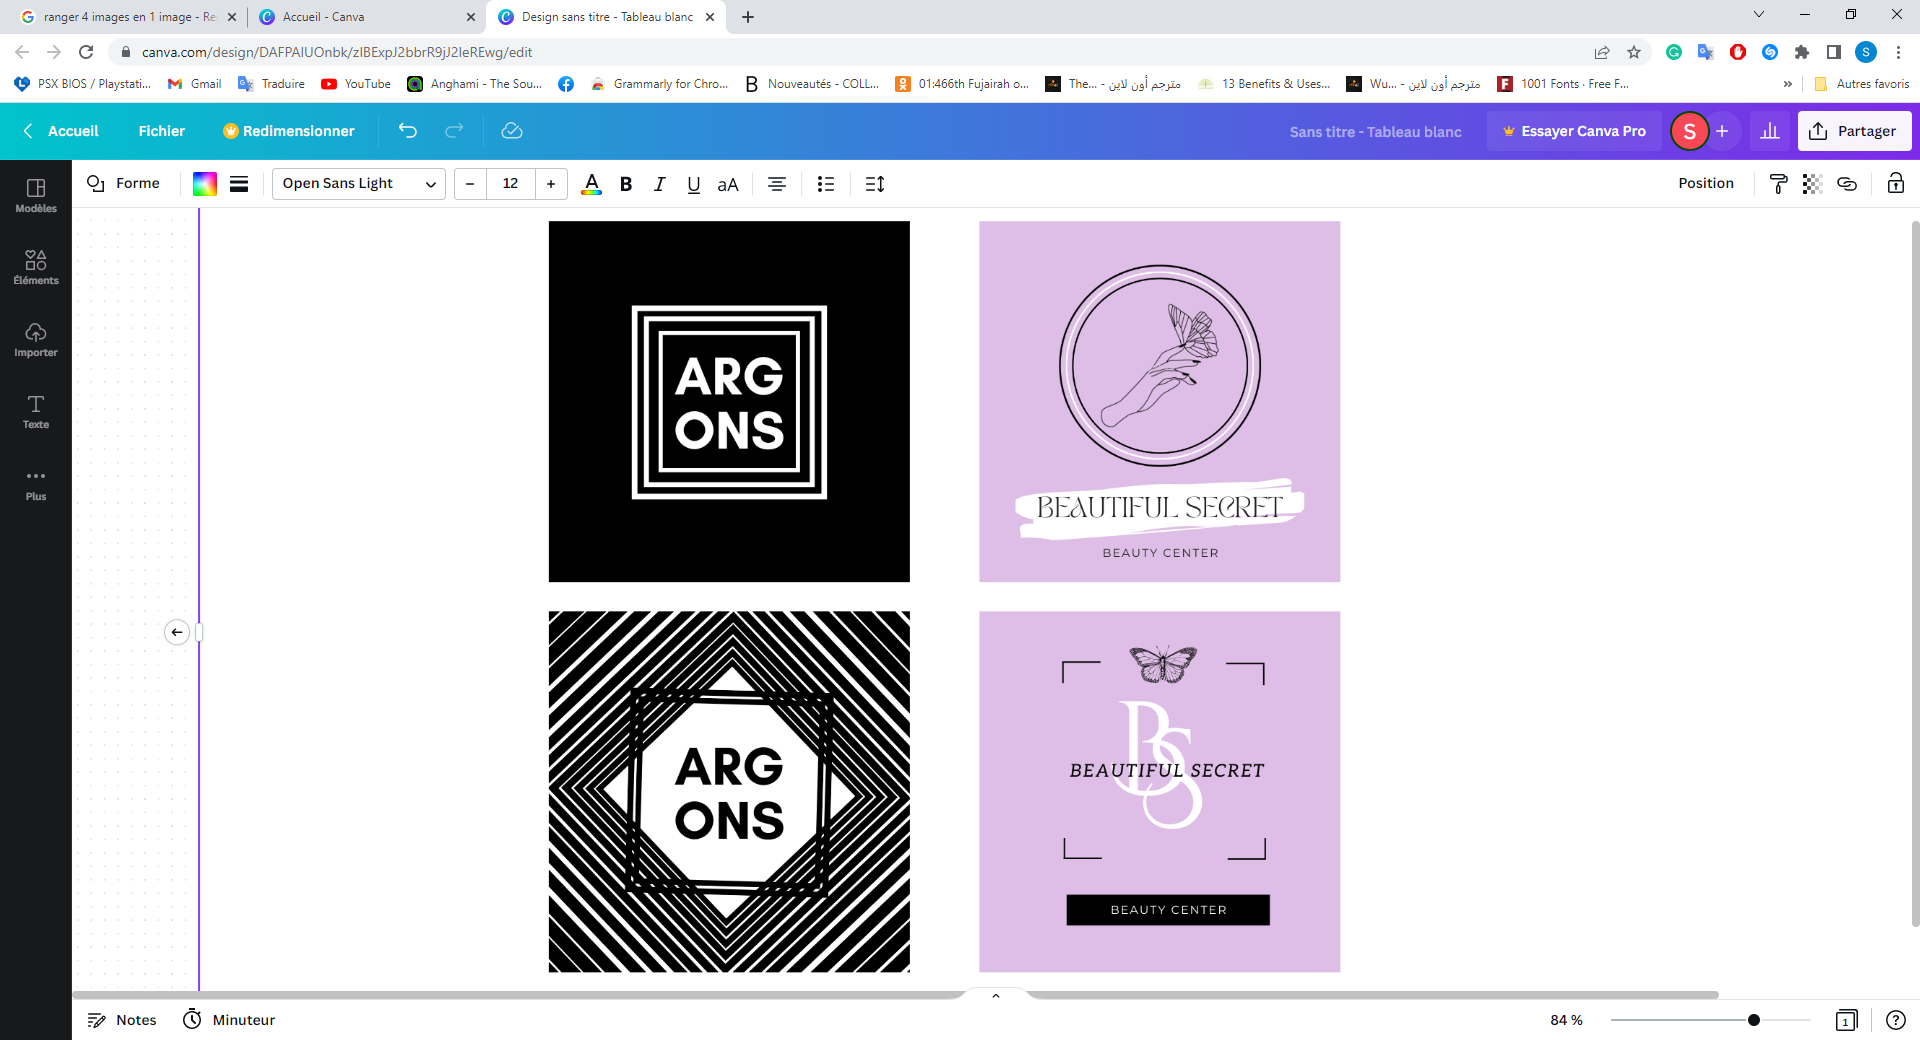 ranger 4 images en 1 image - Re
Accueil - Canva
Design sans titre - Tableau blanc
canva.com/design/DAFPAIUOnbk/zIBExpJ2bbrR9jJ2IeREwg/edit
S
PSX BIOS / Playstati...
Gmail
Traduire
YouTube
Anghami - The Sou...
Grammarly for Chro...
B
Nouveautés - COLL...
01:466th Fujairah o...
The... - مترجم أون لاين
13 Benefits & Uses...
Wu... - مترجم أون لاين
1001 Fonts · Free F...
»
Autres favoris
Accueil
Fichier
Redimensionner
Sans titre - Tableau blanc
Essayer Canva Pro
S
Partager
Forme
Open Sans Light
12
A
B
I
U
aA
Position
Modèles
Éléments
Importer
Texte
Plus
ARG
ONS
BEAUTIFUL SECRET
BEAUTY CENTER
ARG
ONS
BS
BEAUTIFUL SECRET
BEAUTY CENTER
Notes
Minuteur
84 %
1
?